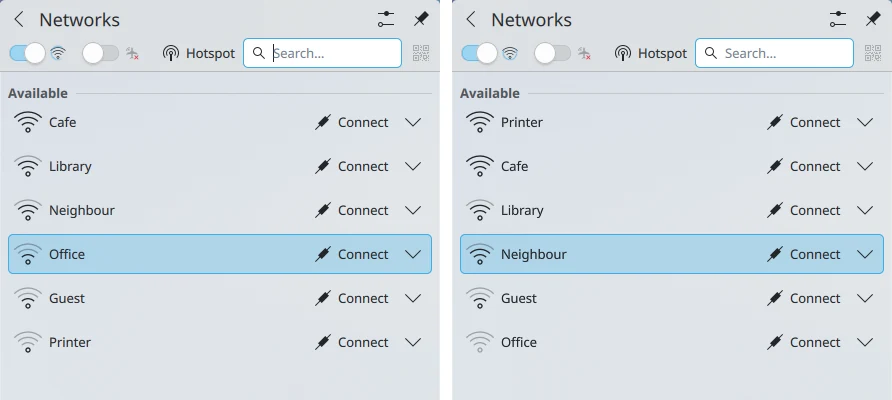 Networks
Hotspot
Search...
Available
Cafe Connect
Library Connect
Neighbour Connect
Office Connect
Guest Connect
Printer Connect
Networks
Hotspot
Search...
Available
Printer Connect
Cafe Connect
Library Connect
Neighbour Connect
Guest Connect
Office Connect